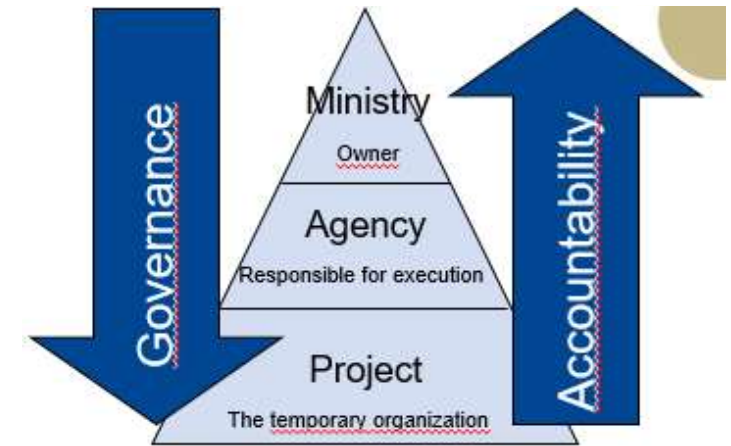 Governance
Ministry
Owner
Agency
Responsible for execution
Project
The temporary organization
Accountability